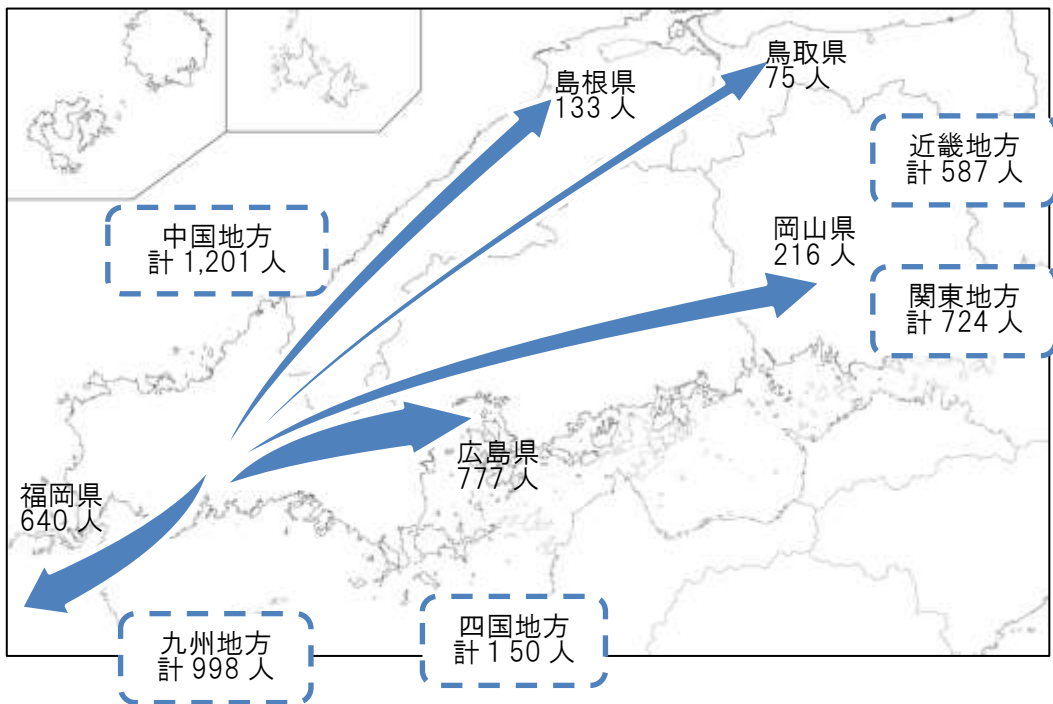 鳥取県
75 人
島根県
133 人
近畿地方
計 587 人
中国地方
計 1,201 人
岡山県
216 人
関東地方
計 724 人
広島県
777 人
福岡県
640 人
四国地方
計 150 人
九州地方
計 998 人